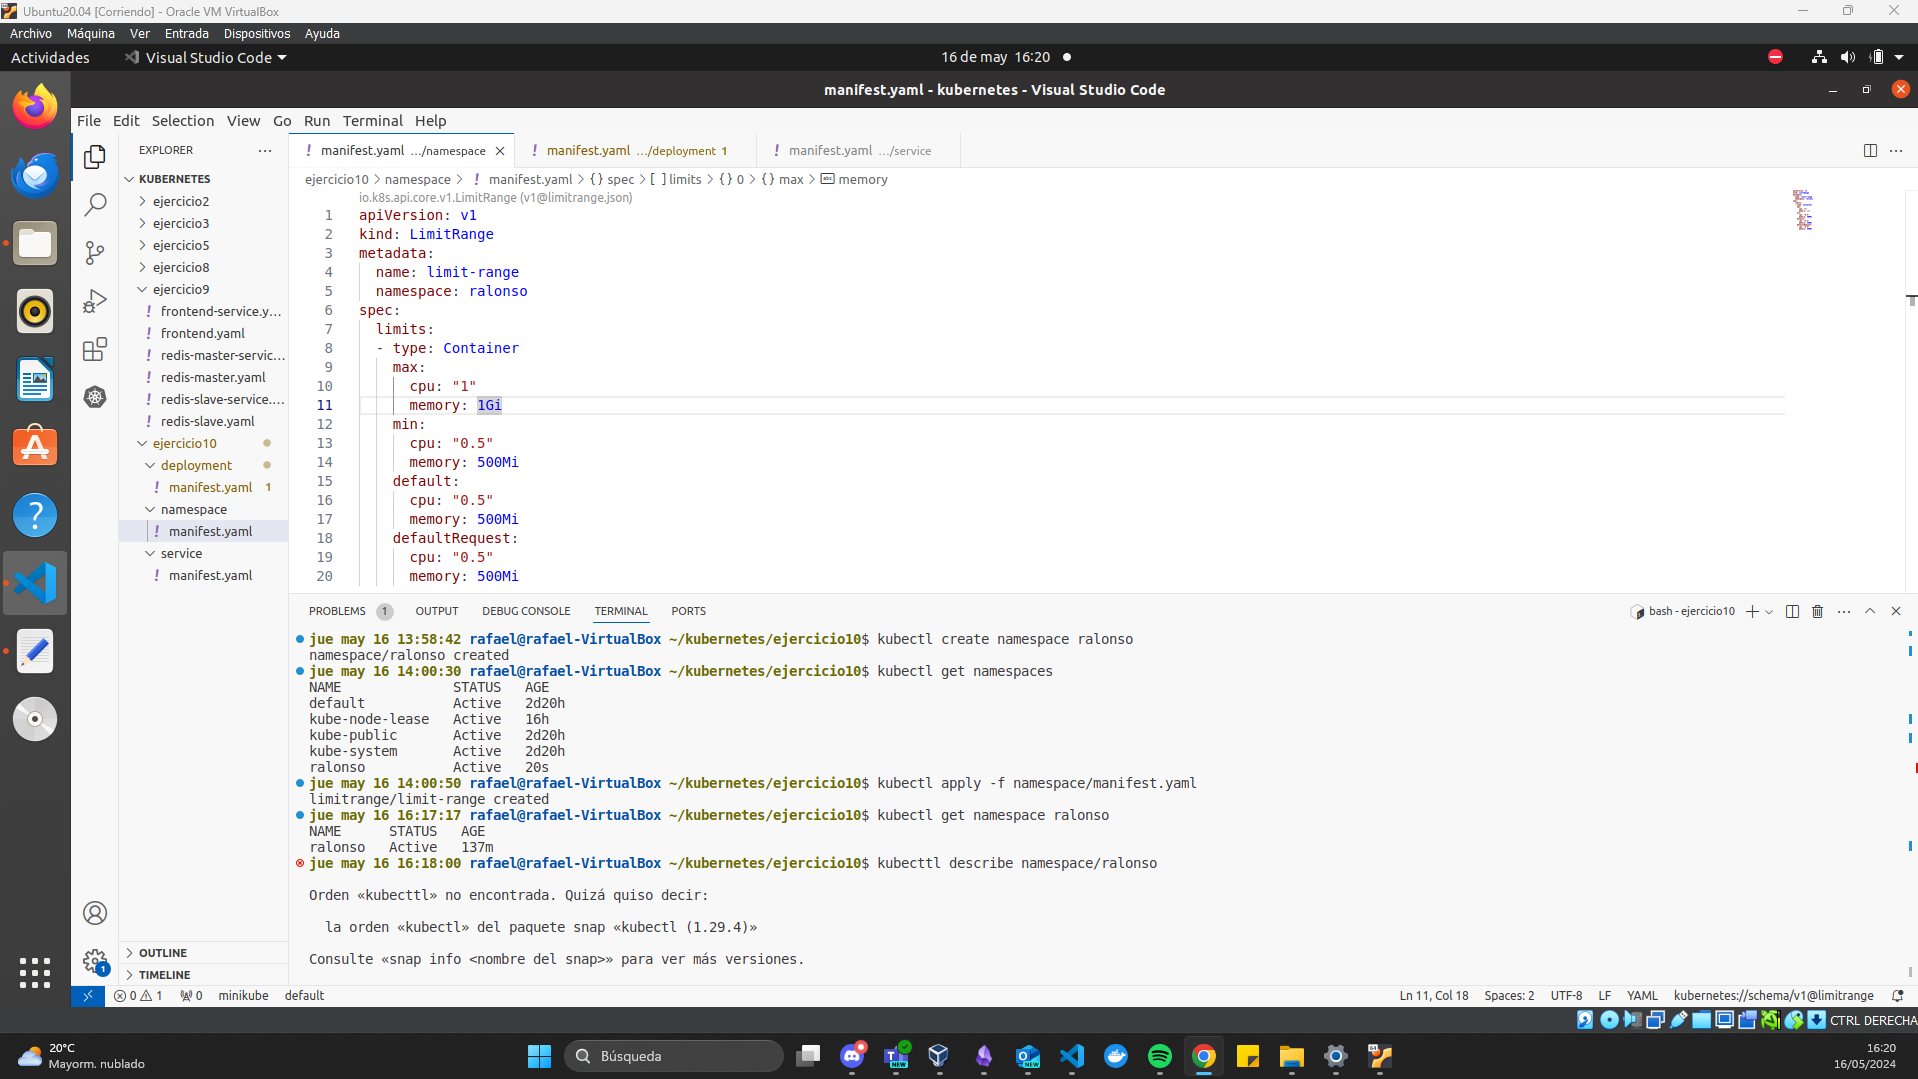 Ubuntu20.04 [Corriendo] - Oracle VM VirtualBox
Archivo Máquina Ver Entrada Dispositivos Ayuda
Actividades Visual Studio Code 16 de may 16:20
manifest.yaml - kubernetes - Visual Studio Code
File Edit Selection View Go Run Terminal Help
EXPLORER
KUBERNETES
ejercicio2
ejercicio3
ejercicio5
ejercicio8
ejercicio9
! frontend-service.y...
! frontend.yaml
! redis-master-servic...
! redis-master.yaml
! redis-slave-service....
! redis-slave.yaml
ejercicio10
deployment
! manifest.yaml 1
namespace
! manifest.yaml
service
! manifest.yaml
OUTLINE
TIMELINE
! manifest.yaml .../namespace ! manifest.yaml .../deployment 1 ! manifest.yaml .../service
ejercicio10 > namespace > ! manifest.yaml > {} spec > [ ] limits > {} 0 > {} max > abc memory
io.k8s.api.core.v1.LimitRange (v1@limitrange.json)
1 apiVersion: v1
2 kind: LimitRange
3 metadata:
4 name: limit-range
5 namespace: ralonso
6 spec:
7 limits:
8 - type: Container
9 max:
10 cpu: "1"
11 memory: 1Gi
12 min:
13 cpu: "0.5"
14 memory: 500Mi
15 default:
16 cpu: "0.5"
17 memory: 500Mi
18 defaultRequest:
19 cpu: "0.5"
20 memory: 500Mi
PROBLEMS 1 OUTPUT DEBUG CONSOLE TERMINAL PORTS bash - ejercicio10
jue may 16 13:58:42 rafael@rafael-VirtualBox ~/kubernetes/ejercicio10$ kubectl create namespace ralonso
namespace/ralonso created
jue may 16 14:00:30 rafael@rafael-VirtualBox ~/kubernetes/ejercicio10$ kubectl get namespaces
NAME STATUS AGE
default Active 2d20h
kube-node-lease Active 16h
kube-public Active 2d20h
kube-system Active 2d20h
ralonso Active 20s
jue may 16 14:00:50 rafael@rafael-VirtualBox ~/kubernetes/ejercicio10$ kubectl apply -f namespace/manifest.yaml
limitrange/limit-range created
jue may 16 16:17:17 rafael@rafael-VirtualBox ~/kubernetes/ejercicio10$ kubectl get namespace ralonso
NAME STATUS AGE
ralonso Active 137m
jue may 16 16:18:00 rafael@rafael-VirtualBox ~/kubernetes/ejercicio10$ kubecttl describe namespace/ralonso
Orden «kubecttl» no encontrada. Quizá quiso decir:
la orden «kubectl» del paquete snap «kubectl (1.29.4)»
Consulte «snap info <nombre del snap>» para ver más versiones.
1
0 1 0 minikube default Ln 11, Col 18 Spaces: 2 UTF-8 LF YAML kubernetes://schema/v1@limitrange
CTRL DERECHA
20°C
Mayorm. nublado
Búsqueda
NEW
NEW
16:20
16/05/2024